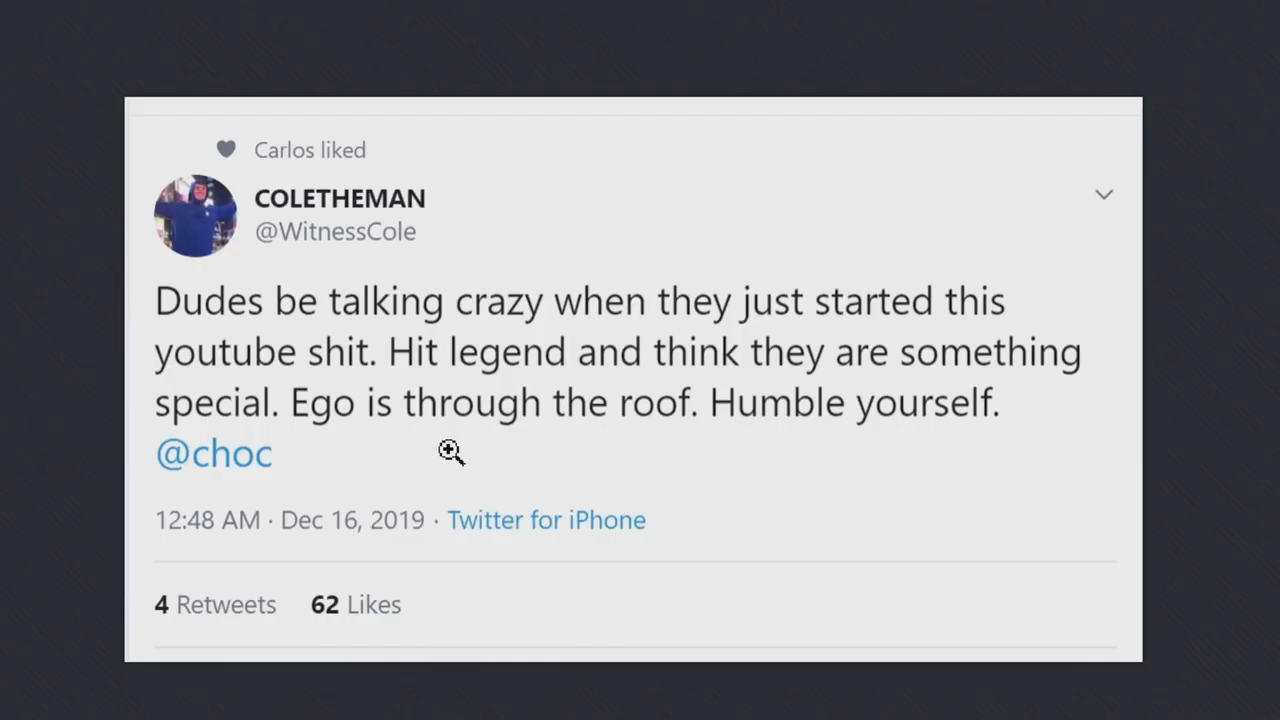 Carlos liked
COLETHEMAN
@WitnessCole
Dudes be talking crazy when they just started this
youtube shit. Hit legend and think they are something
special. Ego is through the roof. Humble yourself.
@choc
12:48 AM · Dec 16, 2019 · Twitter for iPhone
4 Retweets 62 Likes